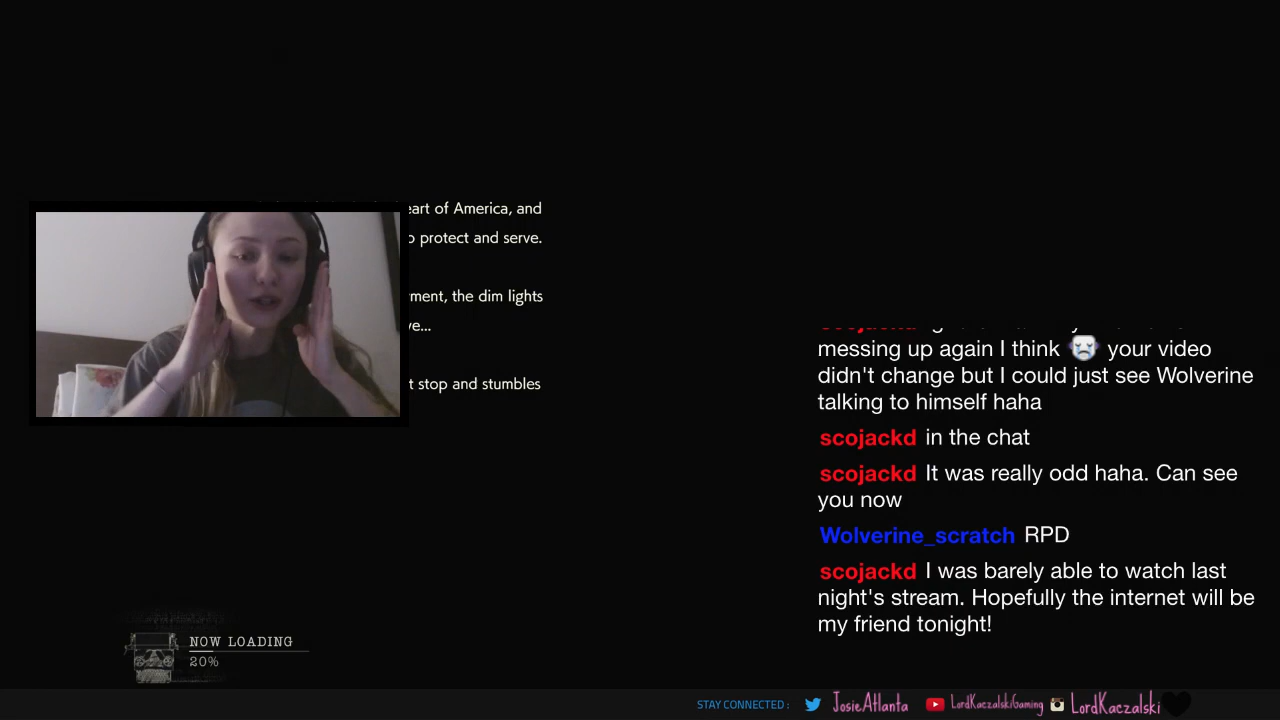 eart of America, and
o protect and serve.
ment, the dim lights
ve...
t stop and stumbles
messing up again I think your video
didn't change but I could just see Wolverine
talking to himself haha
scojackd in the chat
scojackd It was really odd haha. Can see
you now
Wolverine_scratch RPD
scojackd I was barely able to watch last
night's stream. Hopefully the internet will be
my friend tonight!
NOW LOADING
20%
STAY CONNECTED : JosieAtlanta LordKaczalskiGaming LordKaczalski